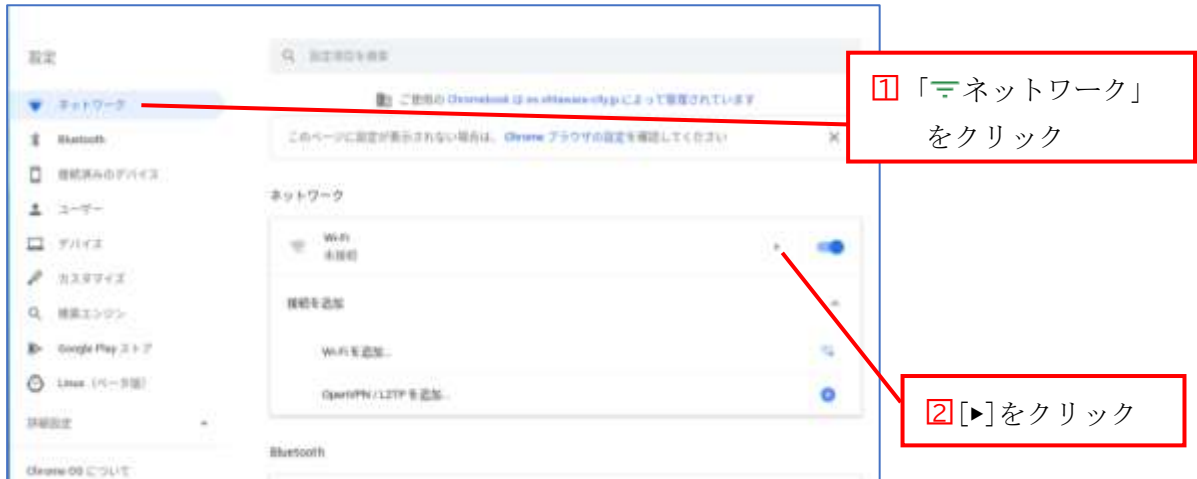 設定
設定項目を検索
ネットワーク
ご使用の Chromebook は によって管理されています
Bluetooth
このページに設定が表示されない場合は、Chrome ブラウザの設定を確認してください
接続済みのデバイス
ユーザー
デバイス
カスタマイズ
検索エンジン
Google Play ストア
Linux(ベータ版)
詳細設定
Chrome OS について
ネットワーク
Wi-Fi
未接続
接続を追加
Wi-Fi を追加...
OpenVPN / L2TP を追加...
Bluetooth
1「ネットワーク」
をクリック
2[▶]をクリック